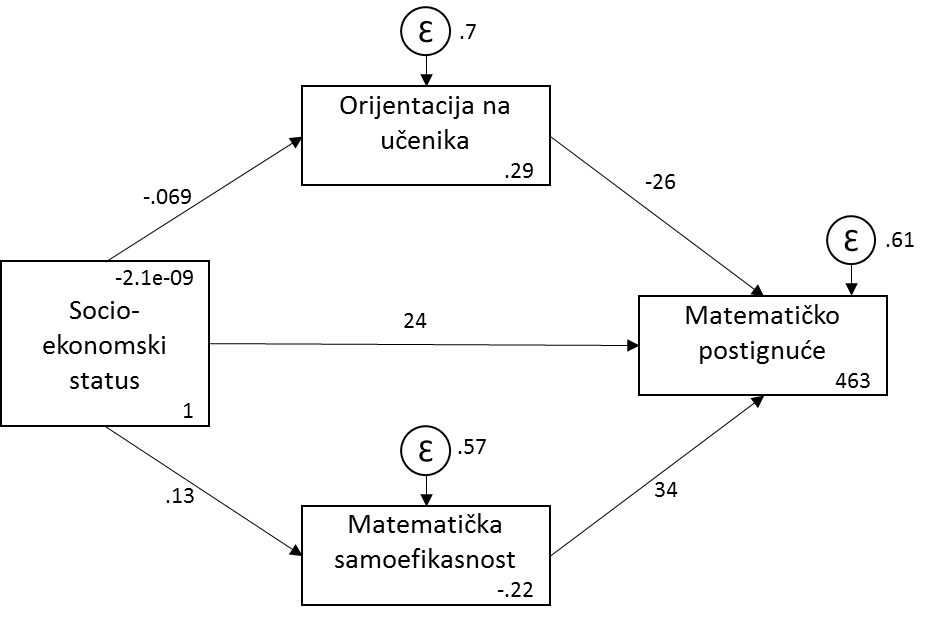 ε .7
Orijentacija na
učenika
.29
-.069
-26
ε .61
-2.1e-09
Socio-
ekonomski
status
1
24
Matematičko
postignuće
463
ε .57
.13
34
Matematička
samoefikasnost
-.22